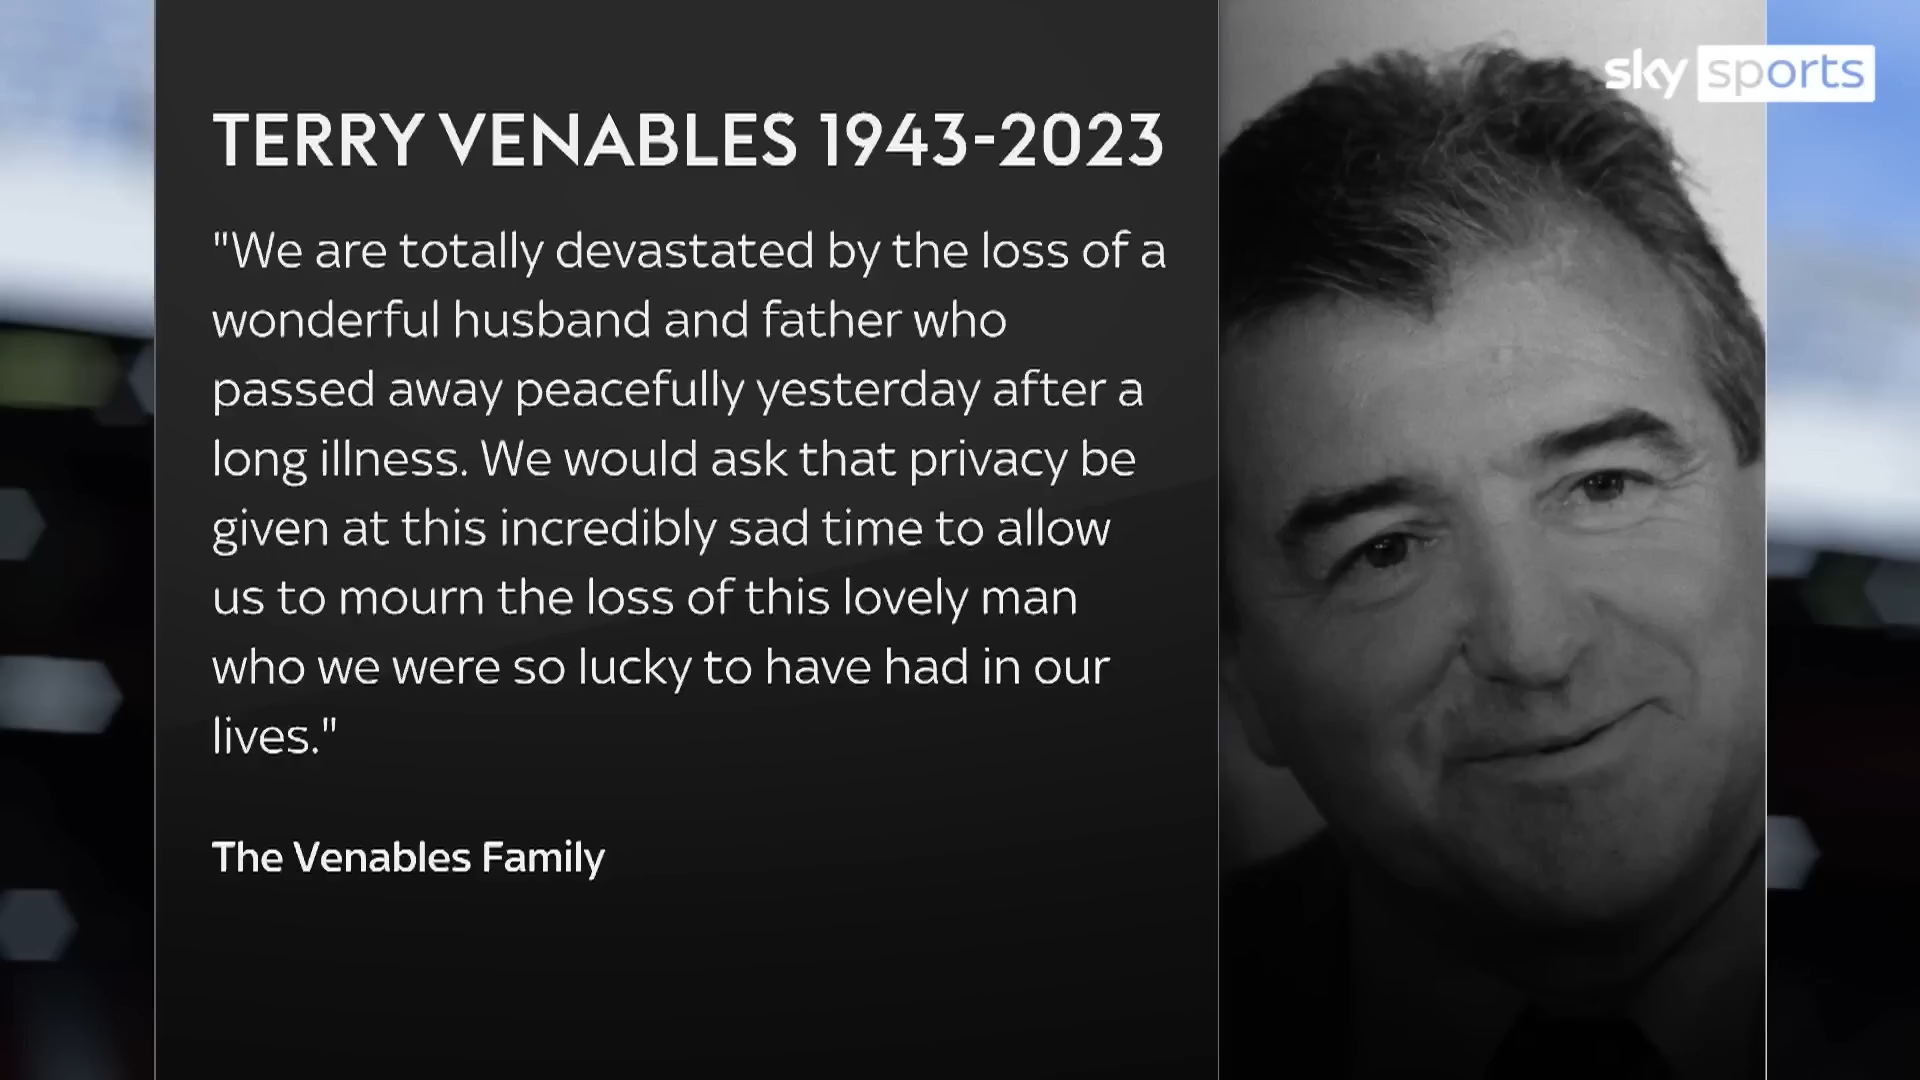 sky sports
TERRY VENABLES 1943-2023
"We are totally devastated by the loss of a
wonderful husband and father who
passed away peacefully yesterday after a
long illness. We would ask that privacy be
given at this incredibly sad time to allow
us to mourn the loss of this lovely man
who we were so lucky to have had in our
lives."
The Venables Family